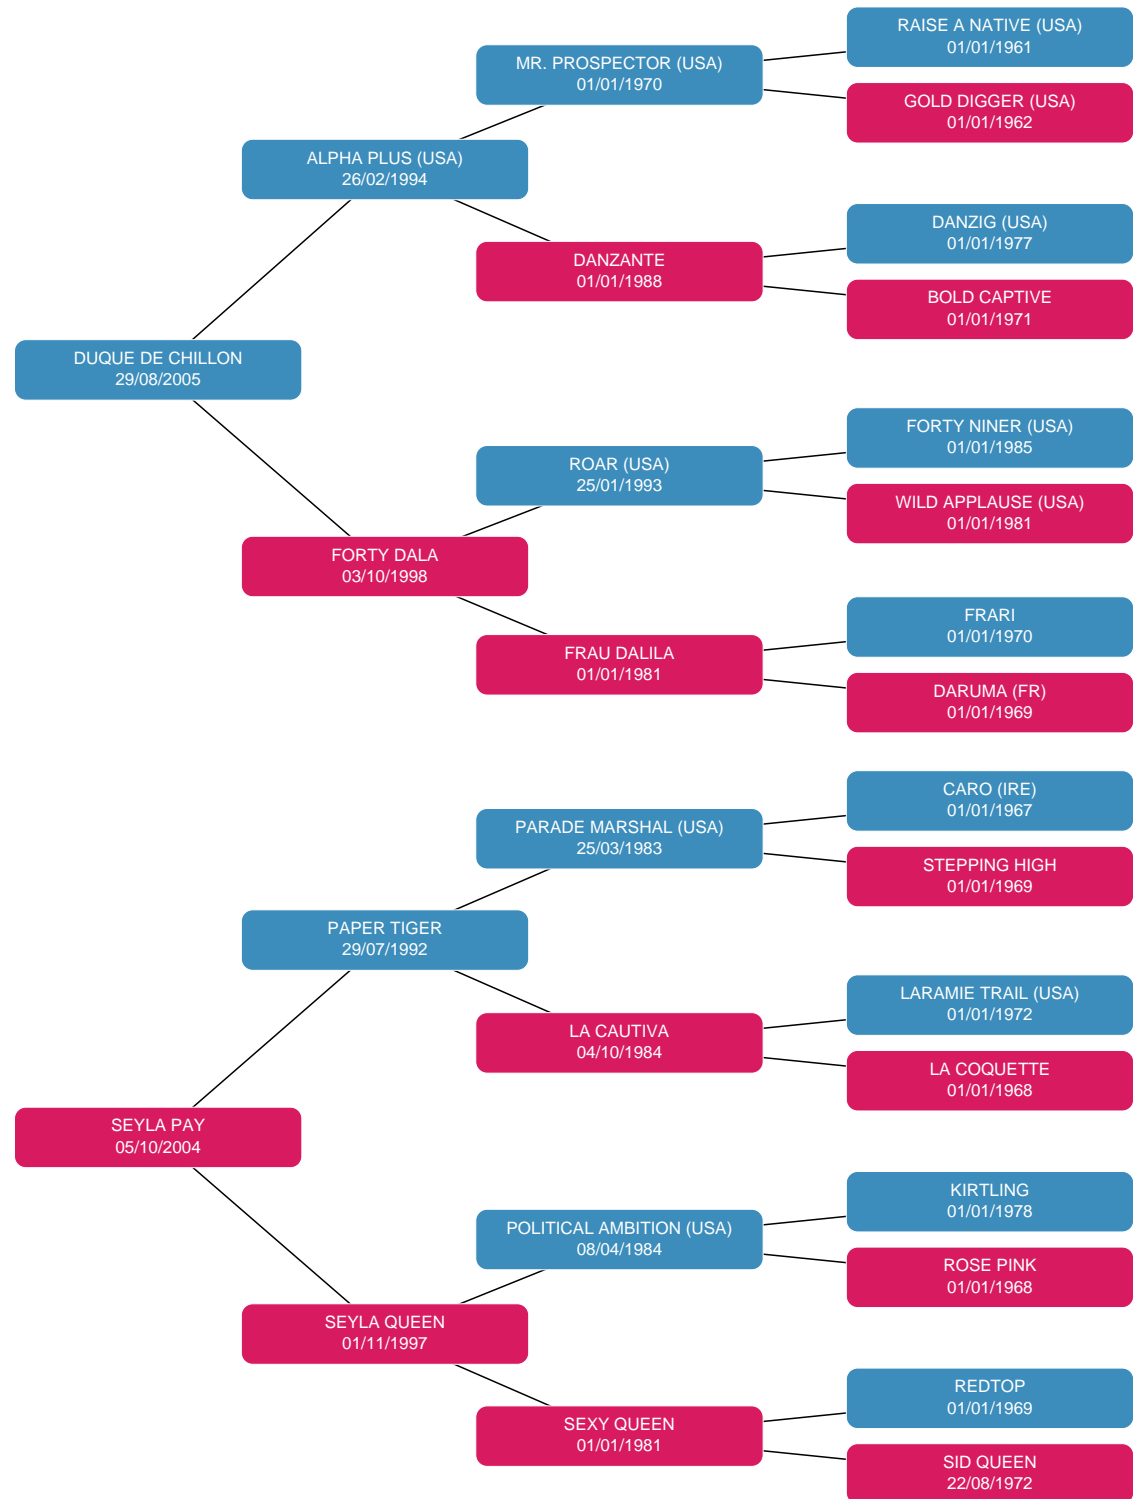 RAISE A NATIVE (USA)
01/01/1961
MR. PROSPECTOR (USA)
01/01/1970
GOLD DIGGER (USA)
01/01/1962
ALPHA PLUS (USA)
26/02/1994
DANZIG (USA)
01/01/1977
DANZANTE
01/01/1988
BOLD CAPTIVE
01/01/1971
DUQUE DE CHILLON
29/08/2005
FORTY NINER (USA)
01/01/1985
ROAR (USA)
25/01/1993
WILD APPLAUSE (USA)
01/01/1981
FORTY DALA
03/10/1998
FRARI
01/01/1970
FRAU DALILA
01/01/1981
DARUMA (FR)
01/01/1969
CARO (IRE)
01/01/1967
PARADE MARSHAL (USA)
25/03/1983
STEPPING HIGH
01/01/1969
PAPER TIGER
29/07/1992
LARAMIE TRAIL (USA)
01/01/1972
LA CAUTIVA
04/10/1984
LA COQUETTE
01/01/1968
SEYLA PAY
05/10/2004
KIRTLING
01/01/1978
POLITICAL AMBITION (USA)
08/04/1984
ROSE PINK
01/01/1968
SEYLA QUEEN
01/11/1997
REDTOP
01/01/1969
SEXY QUEEN
01/01/1981
SID QUEEN
22/08/1972